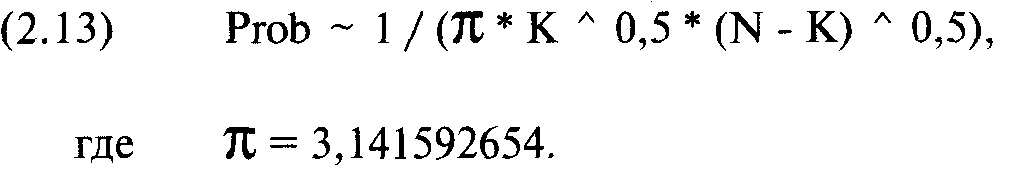 (2.13) Prob ~ 1 / (π * K ^ 0,5 * (N - K) ^ 0,5),
где π = 3,141592654.